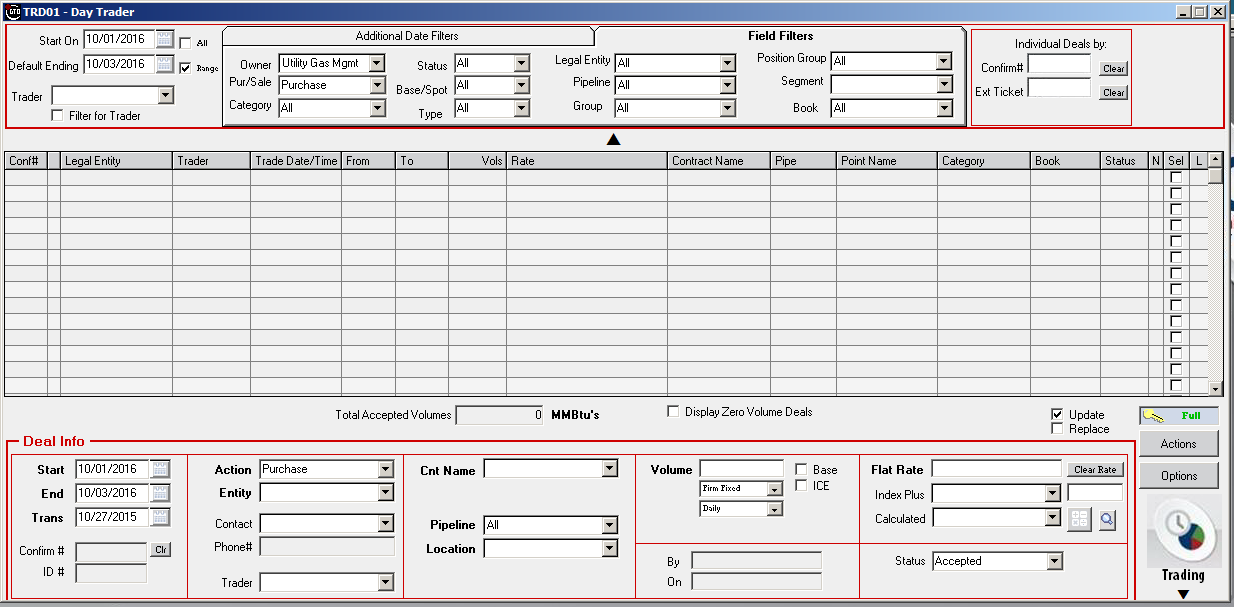 GTO TRD01 - Day Trader
Start On 10/01/2016 All
Default Ending 10/03/2016 Range
Trader
Filter for Trader
Additional Date Filters Field Filters
Owner Utility Gas Mgmt Status All Legal Entity All Position Group All
Pur/Sale Purchase Base/Spot All Pipeline All Segment
Category All Type All Group All Book All
Individual Deals by:
Confirm# Clear
Ext Ticket Clear
Conf# Legal Entity Trader Trade Date/Time From To Vols Rate Contract Name Pipe Point Name Category Book Status N Sel L
Total Accepted Volumes 0 MMBtu's Display Zero Volume Deals
Update
Replace
Full
Actions
Options
Trading
Deal Info
Start 10/01/2016
End 10/03/2016
Trans 10/27/2015
Confirm # Clr
ID #
Action Purchase
Entity
Contact
Phone#
Trader
Cnt Name
Pipeline All
Location
Volume Base
Firm Fixed ICE
Daily
By
On
Flat Rate Clear Rate
Index Plus
Calculated
Status Accepted